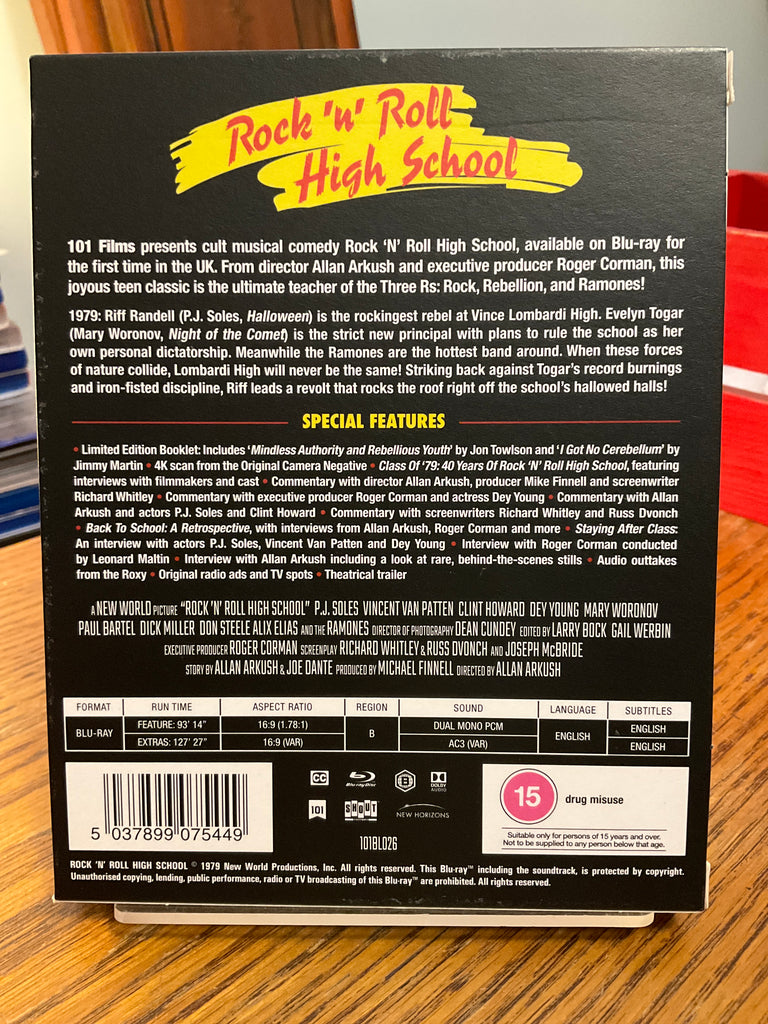 Rock 'n' Roll
High School
101 Films presents cult musical comedy Rock 'N' Roll High School, available on Blu-ray for
the first time in the UK. From director Allan Arkush and executive producer Roger Corman, this
joyous teen classic is the ultimate teacher of the Three Rs: Rock, Rebellion, and Ramones!
1979: Riff Randell (P.J. Soles, Halloween) is the rockingest rebel at Vince Lombardi High. Evelyn Togar
(Mary Woronov, Night of the Comet) is the strict new principal with plans to rule the school as her
own personal dictatorship. Meanwhile the Ramones are the hottest band around. When these forces
of nature collide, Lombardi High will never be the same! Striking back against Togar's record burnings
and iron-fisted discipline, Riff leads a revolt that rocks the roof right off the school's hallowed halls!
SPECIAL FEATURES
• Limited Edition Booklet: Includes 'Mindless Authority and Rebellious Youth' by Jon Towlson and 'I Got No Cerebellum' by
Jimmy Martin • 4K scan from the Original Camera Negative • Class Of '79: 40 Years Of Rock 'N' Roll High School, featuring
interviews with filmmakers and cast • Commentary with director Allan Arkush, producer Mike Finnell and screenwriter
Richard Whitley • Commentary with executive producer Roger Corman and actress Dey Young • Commentary with Allan
Arkush and actors P.J. Soles and Clint Howard • Commentary with screenwriters Richard Whitley and Russ Dvonch
• Back To School: A Retrospective, with interviews from Allan Arkush, Roger Corman and more • Staying After Class:
An interview with actors P.J. Soles, Vincent Van Patten and Dey Young • Interview with Roger Corman conducted
by Leonard Maltin • Interview with Allan Arkush including a look at rare, behind-the-scenes stills • Audio outtakes
from the Roxy • Original radio ads and TV spots • Theatrical trailer
A NEW WORLD PICTURE "ROCK 'N' ROLL HIGH SCHOOL" P.J. SOLES VINCENT VAN PATTEN CLINT HOWARD DEY YOUNG MARY WORONOV
PAUL BARTEL DICK MILLER DON STEELE ALIX ELIAS AND THE RAMONES DIRECTOR OF PHOTOGRAPHY DEAN CUNDEY EDITED BY LARRY BOCK GAIL WERBIN
EXECUTIVE PRODUCER ROGER CORMAN SCREENPLAY RICHARD WHITLEY & RUSS DVONCH AND JOSEPH McBRIDE
STORY BY ALLAN ARKUSH & JOE DANTE PRODUCED BY MICHAEL FINNELL DIRECTED BY ALLAN ARKUSH
FORMAT RUN TIME ASPECT RATIO REGION SOUND LANGUAGE SUBTITLES
BLU-RAY FEATURE: 93' 14" 16:9 (1.78:1) B DUAL MONO PCM ENGLISH ENGLISH
EXTRAS: 127' 27" 16:9 (VAR) AC3 (VAR) ENGLISH
CC Blu-ray Disc B DOLBY AUDIO
101 SHOUT NEW HORIZONS
101BL026
5 037899 075449
15 drug misuse
Suitable only for persons of 15 years and over.
Not to be supplied to any person below that age.
ROCK 'N' ROLL HIGH SCHOOL © 1979 New World Productions, Inc. All rights reserved. This Blu-ray™ including the soundtrack, is protected by copyright.
Unauthorised copying, lending, public performance, radio or TV broadcasting of this Blu-ray™ are prohibited. All rights reserved.